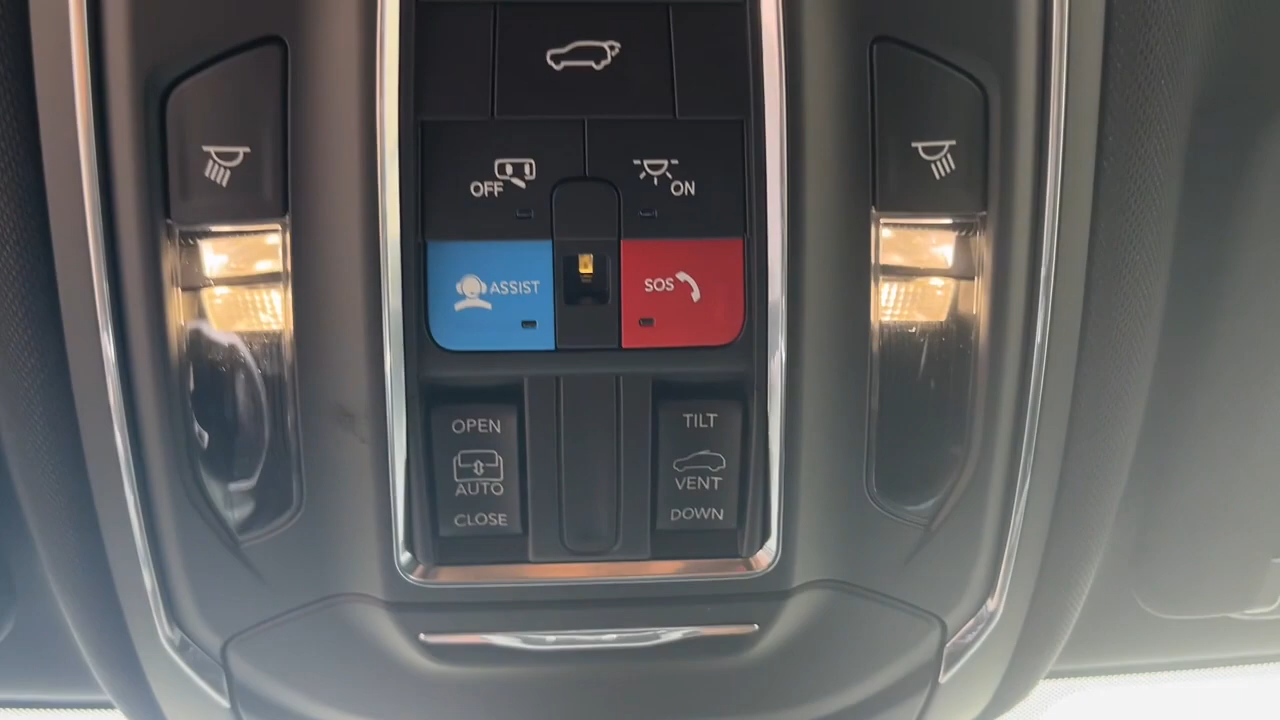 OFF
ON
ASSIST
SOS
OPEN
AUTO
CLOSE
TILT
VENT
DOWN